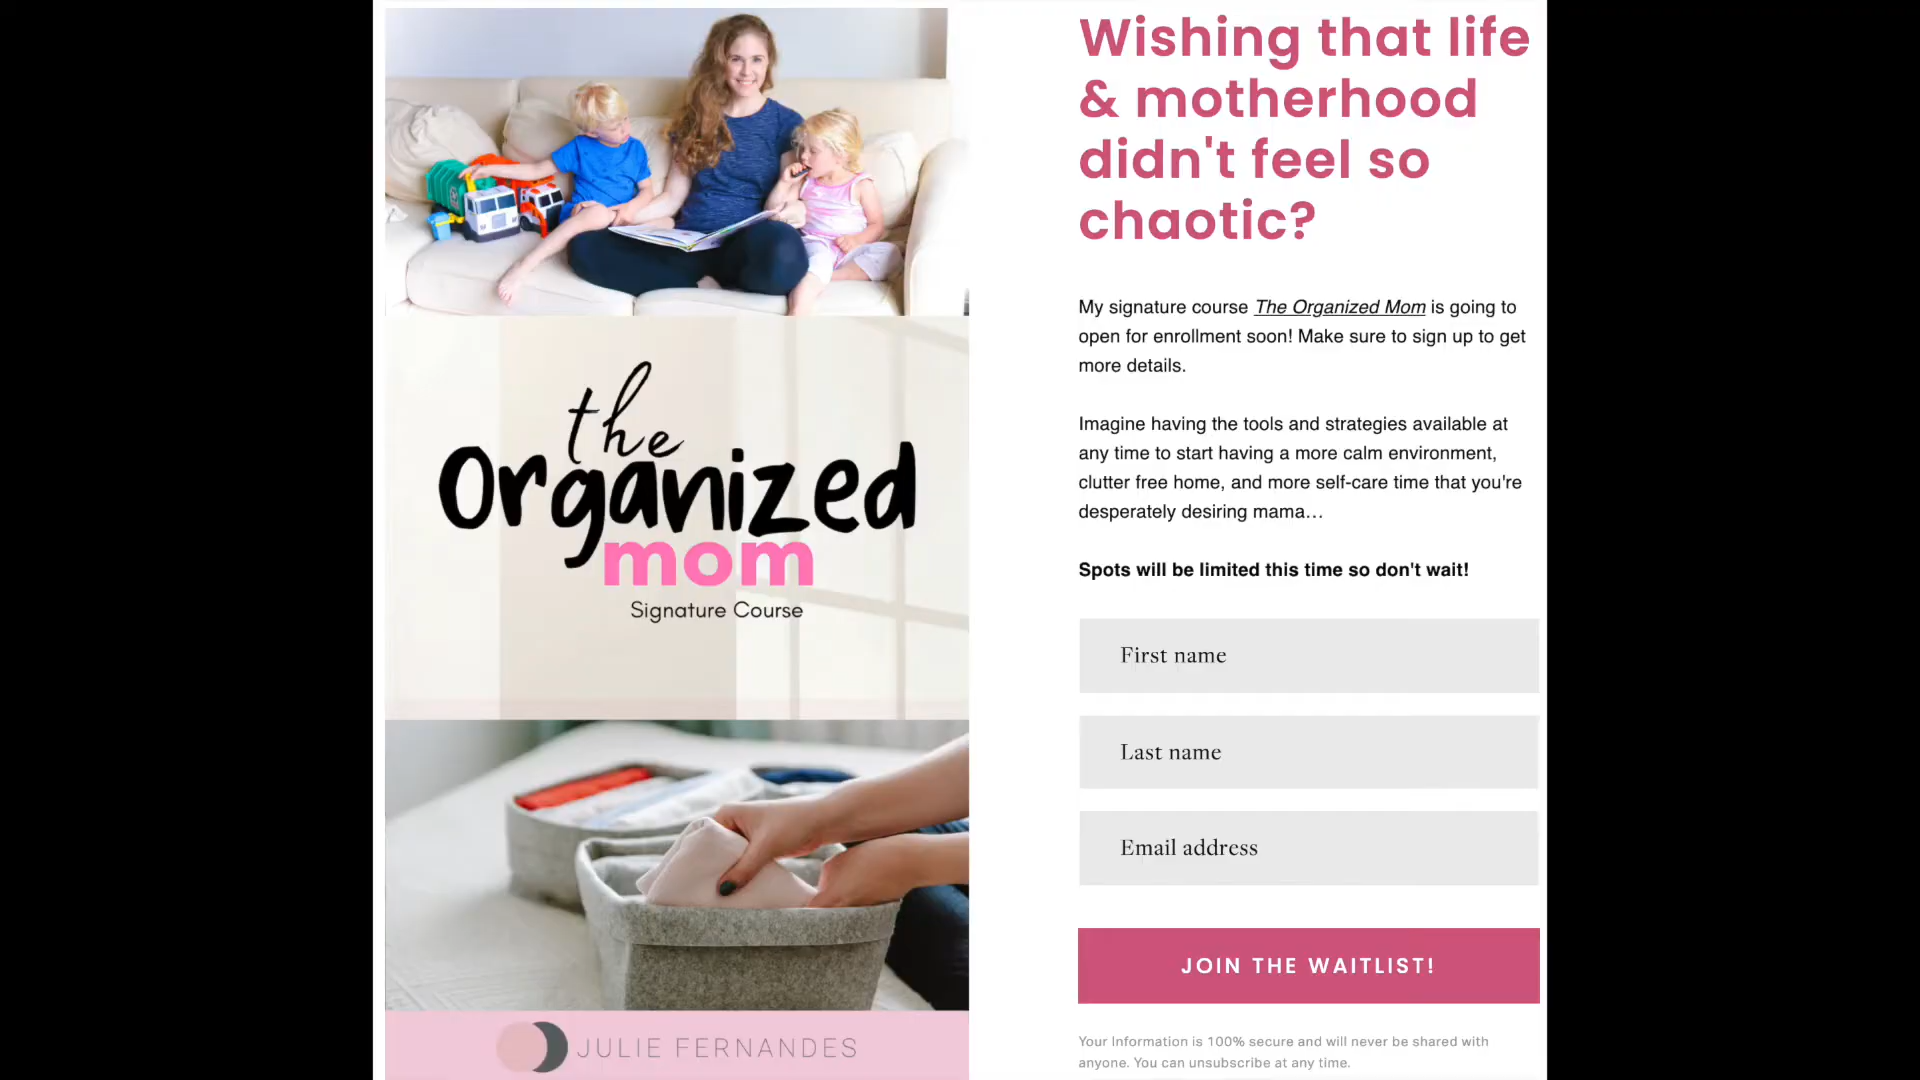 the
Organized
mom
Signature Course
JULIE FERNANDES
Wishing that life
& motherhood
didn't feel so
chaotic?
My signature course The Organized Mom is going to
open for enrollment soon! Make sure to sign up to get
more details.
Imagine having the tools and strategies available at
any time to start having a more calm environment,
clutter free home, and more self-care time that you're
desperately desiring mama…
Spots will be limited this time so don't wait!
First name
Last name
Email address
JOIN THE WAITLIST!
Your Information is 100% secure and will never be shared with
anyone. You can unsubscribe at any time.